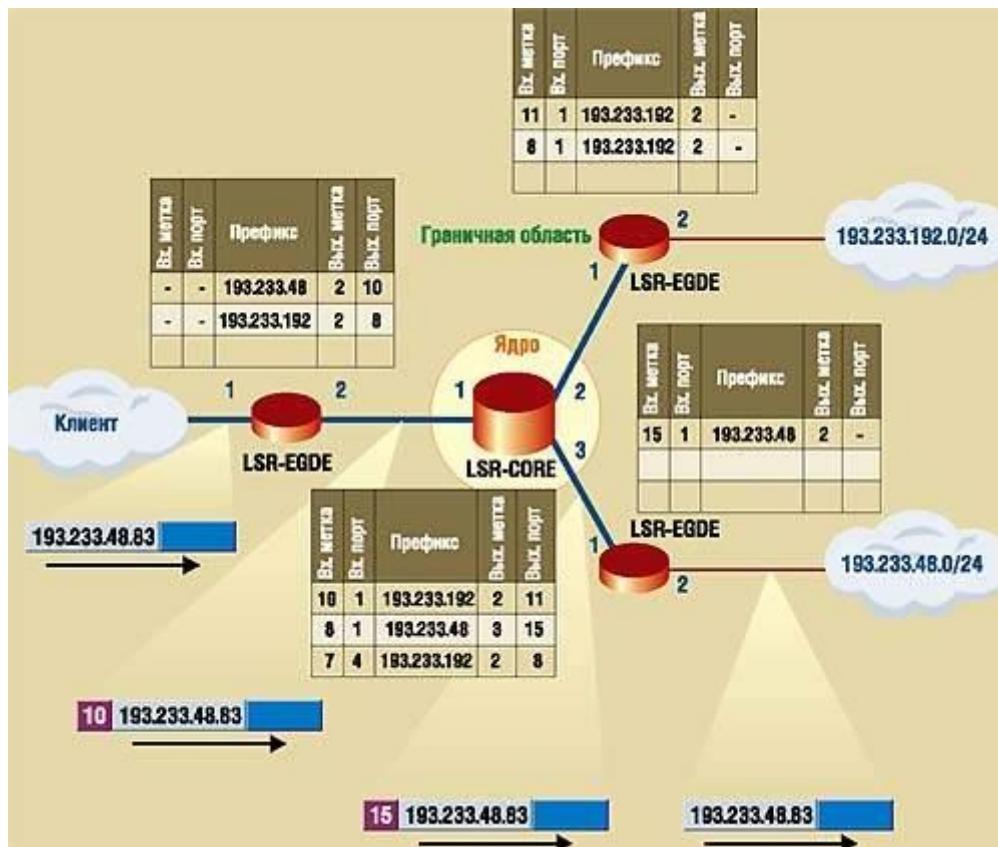 Вх. метка Вх. порт Префикс Вых. метка Вых. порт
11 1 193.233.192 2 -
8 1 193.233.192 2 -
Вх. метка Вх. порт Префикс Вых. метка Вых. порт
- - 193.233.48 2 10
- - 193.233.192 2 8
Граничная область
2
1
LSR-EGDE
193.233.192.0/24
Ядро
Клиент
1
2
LSR-EGDE
1
2
3
LSR-CORE
Вх. метка Вх. порт Префикс Вых. метка Вых. порт
15 1 193.233.48 2 -
LSR-EGDE
1
2
193.233.48.0/24
193.233.48.83
Вх. метка Вх. порт Префикс Вых. метка Вых. порт
10 1 193.233.192 2 11
8 1 193.233.48 3 15
7 4 193.233.192 2 8
10 193.233.48.83
15 193.233.48.83
193.233.48.83